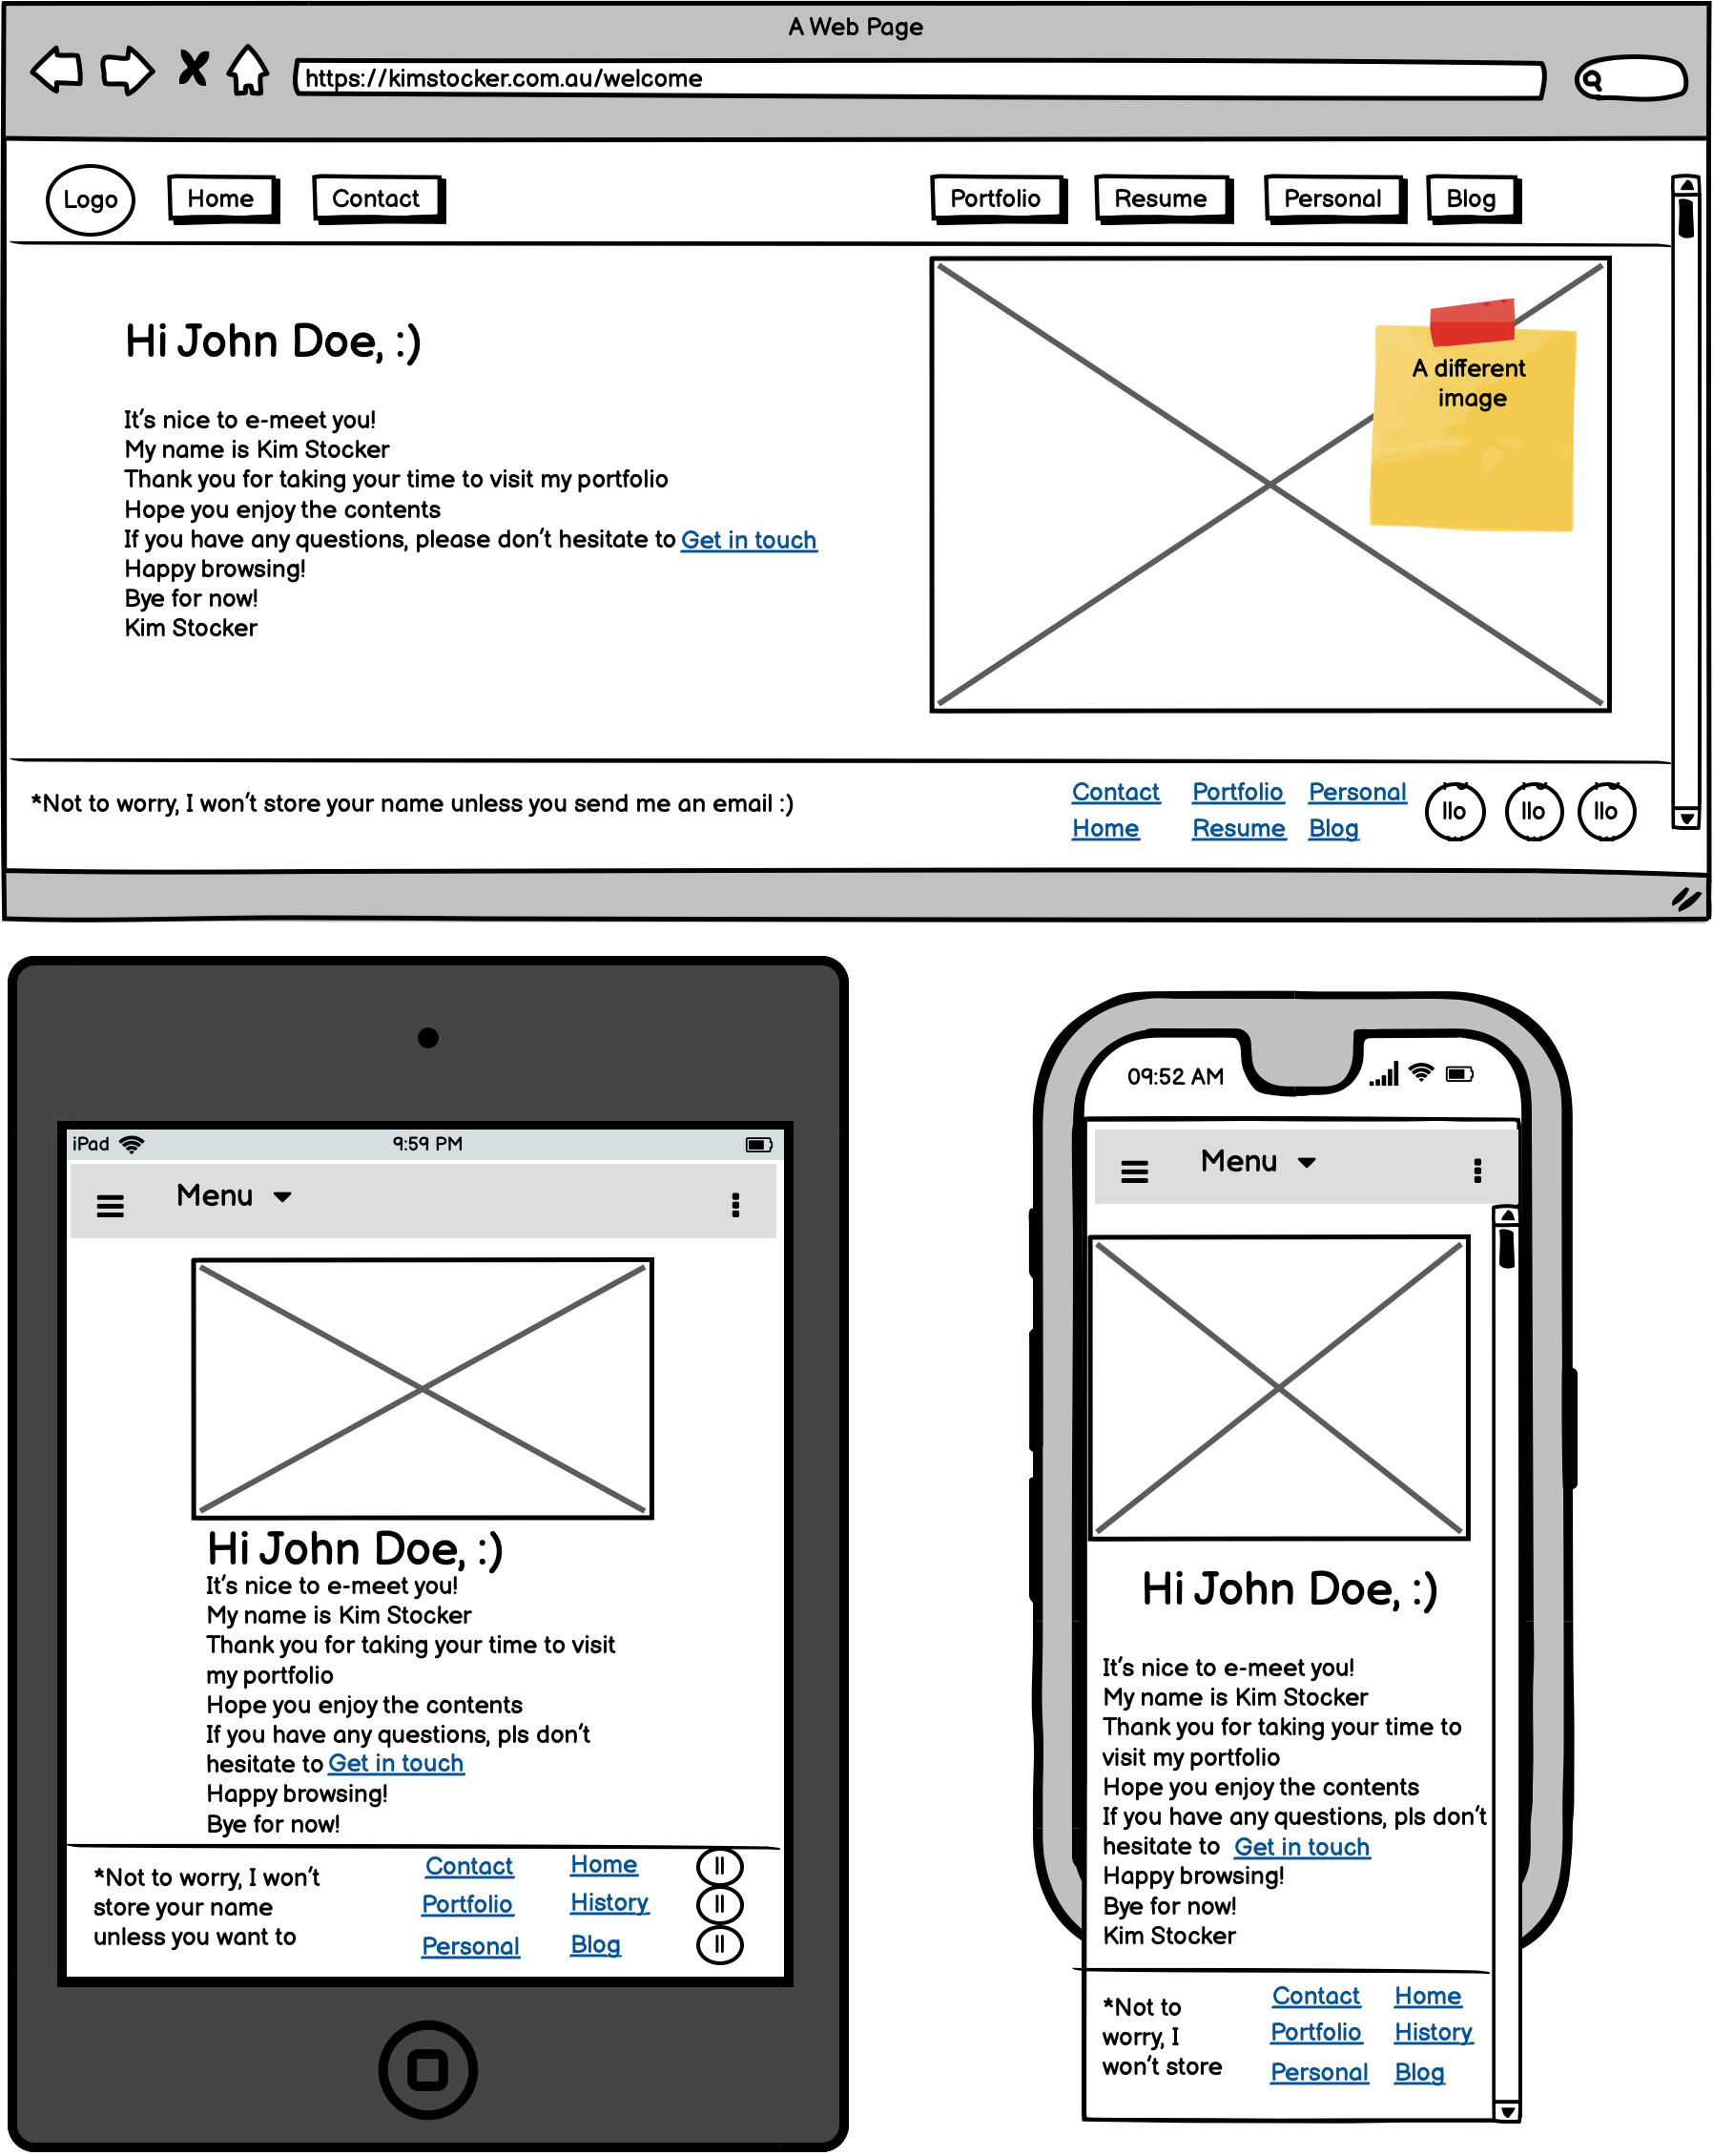 A Web Page
https://kimstocker.com.au/welcome
Logo Home Contact Portfolio Resume Personal Blog
Hi John Doe, :)
A different
image
It's nice to e-meet you!
My name is Kim Stocker
Thank you for taking your time to visit my portfolio
Hope you enjoy the contents
If you have any questions, please don't hesitate to Get in touch
Happy browsing!
Bye for now!
Kim Stocker
*Not to worry, I won't store your name unless you send me an email :)
Contact Portfolio Personal
Home Resume Blog
llo llo llo
iPad 9:59 PM
Menu
Hi John Doe, :)
It's nice to e-meet you!
My name is Kim Stocker
Thank you for taking your time to visit
my portfolio
Hope you enjoy the contents
If you have any questions, pls don't
hesitate to Get in touch
Happy browsing!
Bye for now!
*Not to worry, I won't
store your name
unless you want to
Contact Home
Portfolio History
Personal Blog
ll
ll
ll
09:52 AM
Menu
Hi John Doe, :)
It's nice to e-meet you!
My name is Kim Stocker
Thank you for taking your time to
visit my portfolio
Hope you enjoy the contents
If you have any questions, pls don't
hesitate to Get in touch
Happy browsing!
Bye for now!
Kim Stocker
*Not to
worry, I
won't store
Contact Home
Portfolio History
Personal Blog